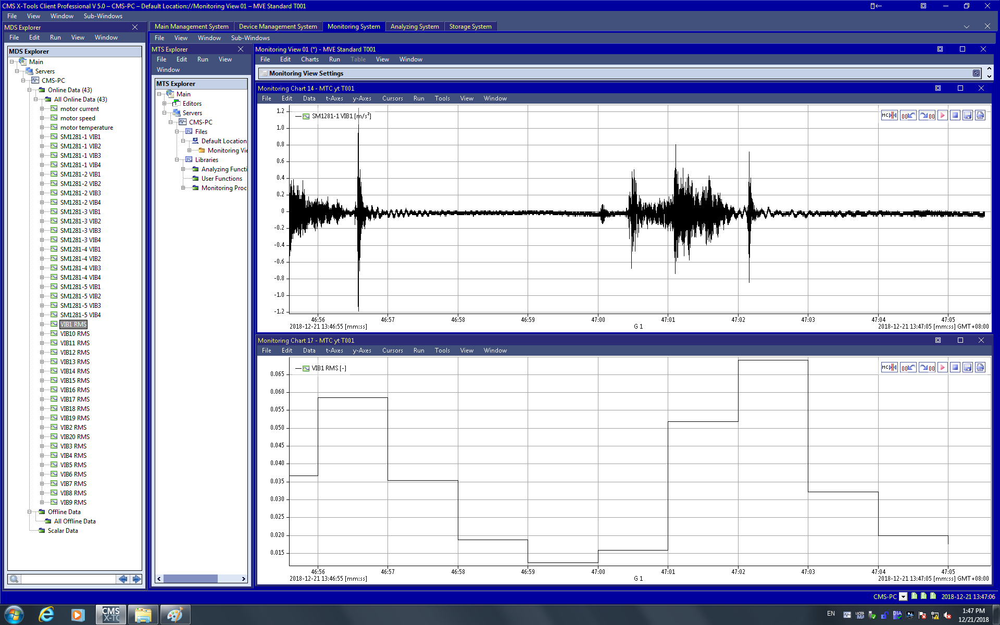 CMS X-Tools Client Professional V 5.0 – CMS-PC – Default Location://Monitoring View 01 – MVE Standard T001
File View Window Sub-Windows
MDS Explorer
File Edit Run View Window
MDS Explorer
Main
Servers
CMS-PC
Online Data (43)
All Online Data (43)
motor current
motor speed
motor temperature
SM1281-1 VIB1
SM1281-1 VIB2
SM1281-1 VIB3
SM1281-1 VIB4
SM1281-2 VIB1
SM1281-2 VIB2
SM1281-2 VIB3
SM1281-2 VIB4
SM1281-3 VIB1
SM1281-3 VIB2
SM1281-3 VIB3
SM1281-3 VIB4
SM1281-4 VIB1
SM1281-4 VIB2
SM1281-4 VIB3
SM1281-4 VIB4
SM1281-5 VIB1
SM1281-5 VIB2
SM1281-5 VIB3
SM1281-5 VIB4
VIB1 RMS
VIB10 RMS
VIB11 RMS
VIB12 RMS
VIB13 RMS
VIB14 RMS
VIB15 RMS
VIB16 RMS
VIB17 RMS
VIB18 RMS
VIB19 RMS
VIB2 RMS
VIB20 RMS
VIB3 RMS
VIB4 RMS
VIB5 RMS
VIB6 RMS
VIB7 RMS
VIB8 RMS
VIB9 RMS
Offline Data
All Offline Data
Scalar Data
Main Management System Device Management System Monitoring System Analyzing System Storage System
File View Window Sub-Windows
MTS Explorer
File Edit Run View
Window
MTS Explorer
Main
Editors
Servers
CMS-PC
Files
Default Location
Monitoring Vie
Libraries
Analyzing Functi
User Functions
Monitoring Proc
Monitoring View 01 (*) - MVE Standard T001
File Edit Charts Run Table View Window
Monitoring View Settings
Monitoring Chart 14 - MTC yt T001
File Edit Data t-Axes y-Axes Cursors Run Tools View Window
SM1281-1 VIB1 [m/s²]
MC 00 00
1.2
1.0
0.8
0.6
0.4
0.2
0
-0.2
-0.4
-0.6
-0.8
-1.0
-1.2
46:56 46:57 46:58 46:59 47:00 47:01 47:02 47:03 47:04 47:05
2018-12-21 13:46:55 [mm:ss] G 1 2018-12-21 13:47:05 [mm:ss] GMT+08:00
Monitoring Chart 17 - MTC yt T001
File Edit Data t-Axes y-Axes Cursors Run Tools View Window
VIB1 RMS [-]
MC 00 00
0.065
0.060
0.055
0.050
0.045
0.040
0.035
0.030
0.025
0.020
0.015
46:56 46:57 46:58 46:59 47:00 47:01 47:02 47:03 47:04 47:05
2018-12-21 13:46:55 [mm:ss] G 1 2018-12-21 13:47:05 [mm:ss] GMT+08:00
CMS-PC 2018-12-21 13:47:06
CMS X-TC
EN
1:47 PM
12/21/2018